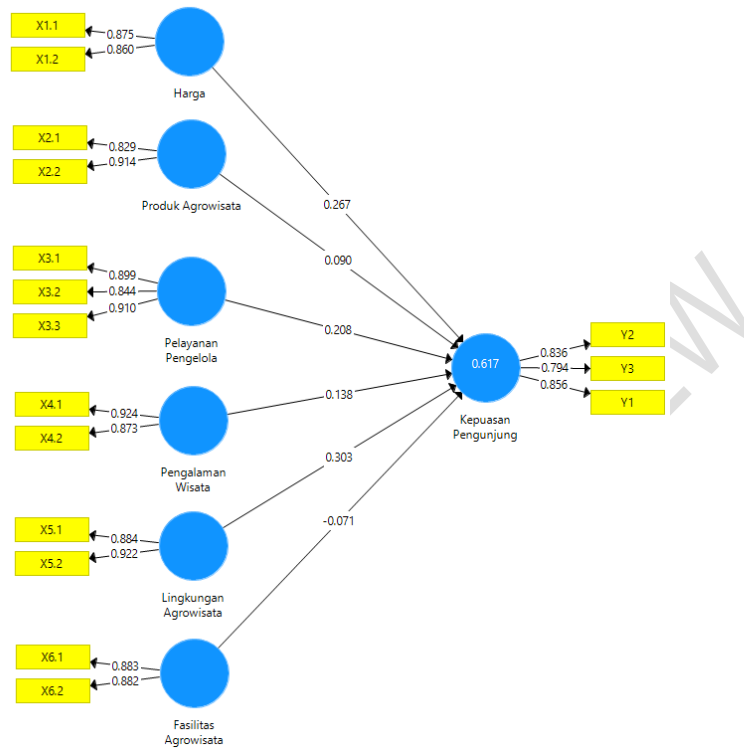 X1.1
0.875
X1.2
0.860
Harga
X2.1
0.829
X2.2
0.914
Produk Agrowisata
X3.1
0.899
X3.2
0.844
X3.3
0.910
Pelayanan
Pengelola
X4.1
0.924
X4.2
0.873
Pengalaman
Wisata
X5.1
0.884
X5.2
0.922
Lingkungan
Agrowisata
X6.1
0.883
X6.2
0.882
Fasilitas
Agrowisata
0.267
0.090
0.208
0.138
0.303
-0.071
0.617
Kepuasan
Pengunjung
0.836
Y2
0.794
Y3
0.856
Y1